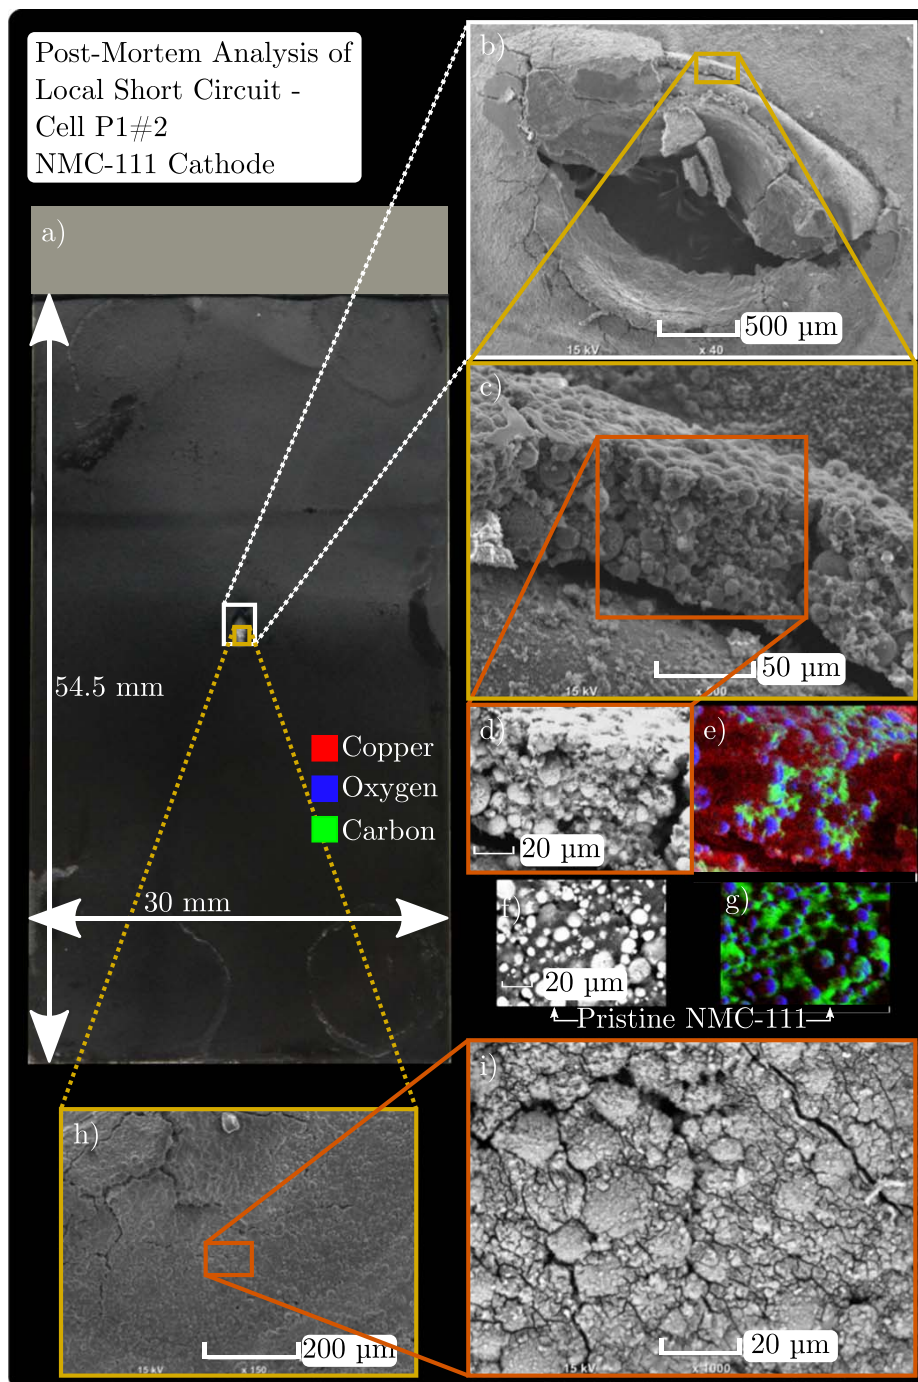 Post-Mortem Analysis of
Local Short Circuit -
Cell P1#2
NMC-111 Cathode
a)
b)
500 µm
15 kV x 40
c)
50 µm
15 kV
54.5 mm
Copper
Oxygen
Carbon
d)
20 µm
e)
30 mm
f)
20 µm
g)
Pristine NMC-111
h)
200 µm
15 kV x 150
i)
20 µm
15 kV x 1000